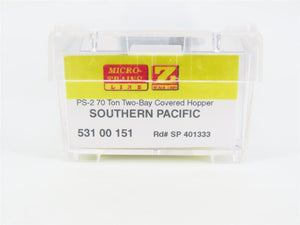 MICRO-
TRAINS
LINE
Z
PS-2 70 Ton Two-Bay Covered Hopper
SOUTHERN PACIFIC
531 00 151 Rd# SP 401333